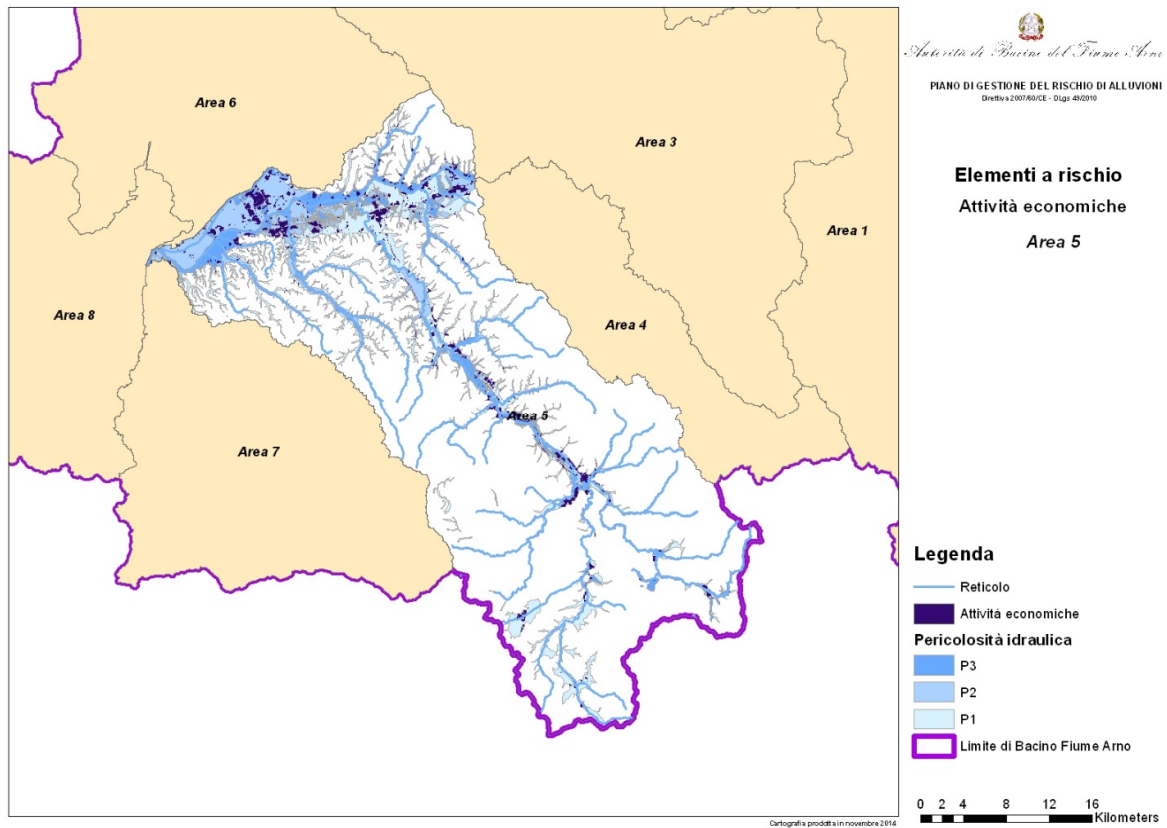 Autorità di Bacino del Fiume Arno
PIANO DI GESTIONE DEL RISCHIO DI ALLUVIONI
Direttiva 2007/60/CE - D.Lgs 49/2010
Elementi a rischio
Attività economiche
Area 5
Area 6
Area 3
Area 1
Area 8
Area 4
Area 5
Area 7
Legenda
Reticolo
Attività economiche
Pericolosità idraulica
P3
P2
P1
Limite di Bacino Fiume Arno
0 2 4 8 12 16
Kilometers
Cartografia prodotta in novembre 2014